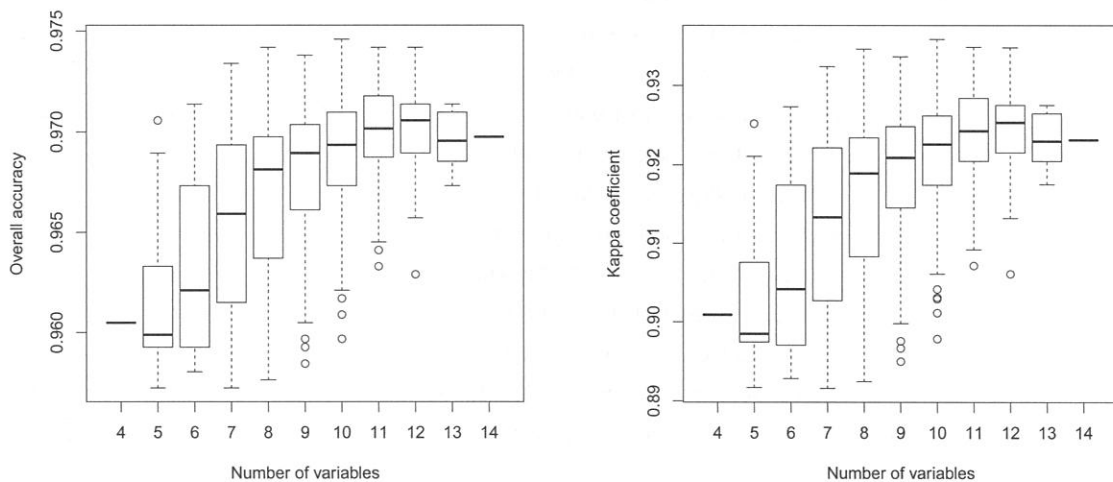 Overall accuracy
0.975
0.970
0.965
0.960
4 5 6 7 8 9 10 11 12 13 14
Number of variables
Kappa coefficient
0.93
0.92
0.91
0.90
0.89
4 5 6 7 8 9 10 11 12 13 14
Number of variables